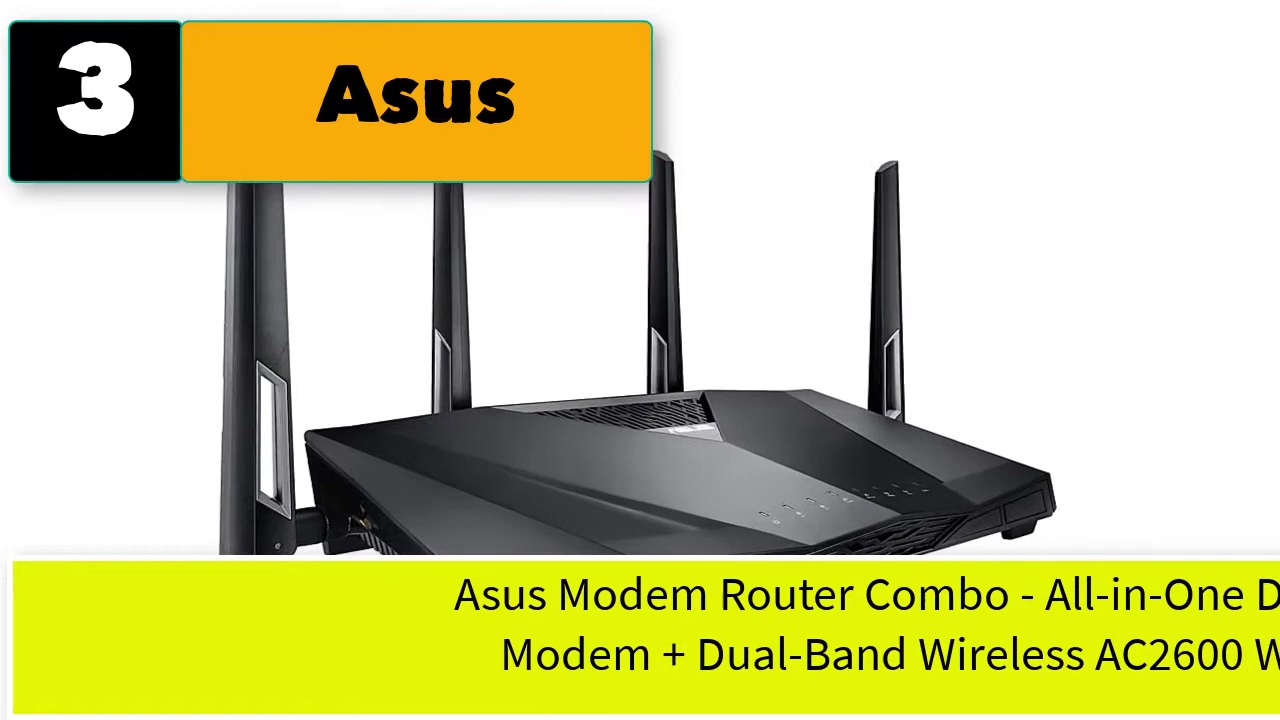 3
Asus
Asus Modem Router Combo - All-in-One
Modem + Dual-Band Wireless AC2600